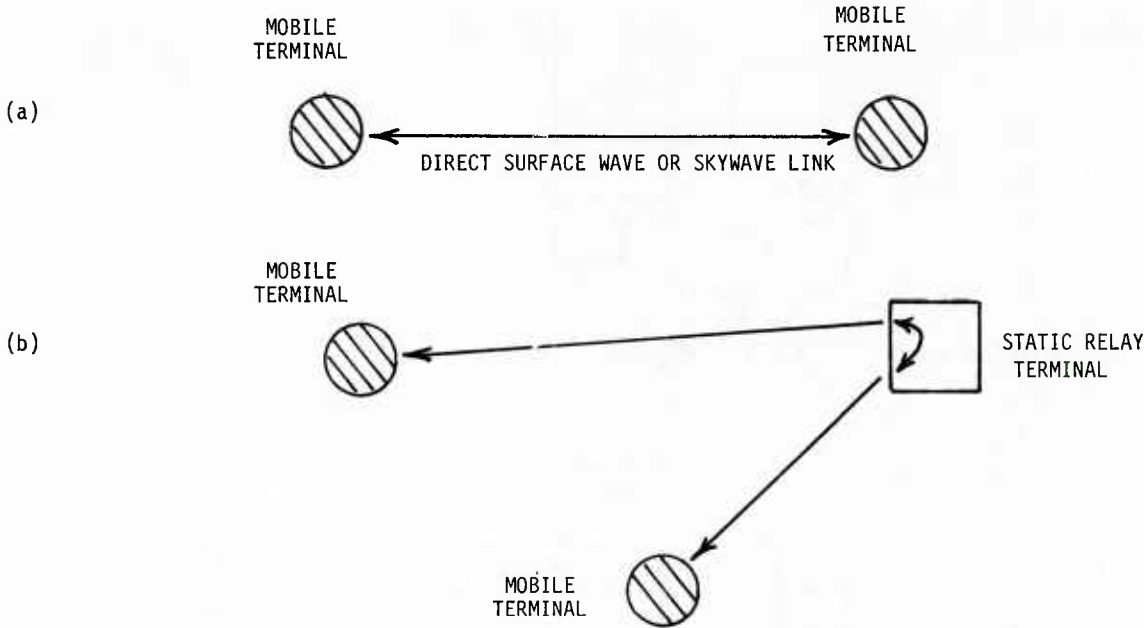 MOBILE
TERMINAL
MOBILE
TERMINAL
(a)
DIRECT SURFACE WAVE OR SKYWAVE LINK
MOBILE
TERMINAL
(b)
STATIC RELAY
TERMINAL
MOBILE
TERMINAL